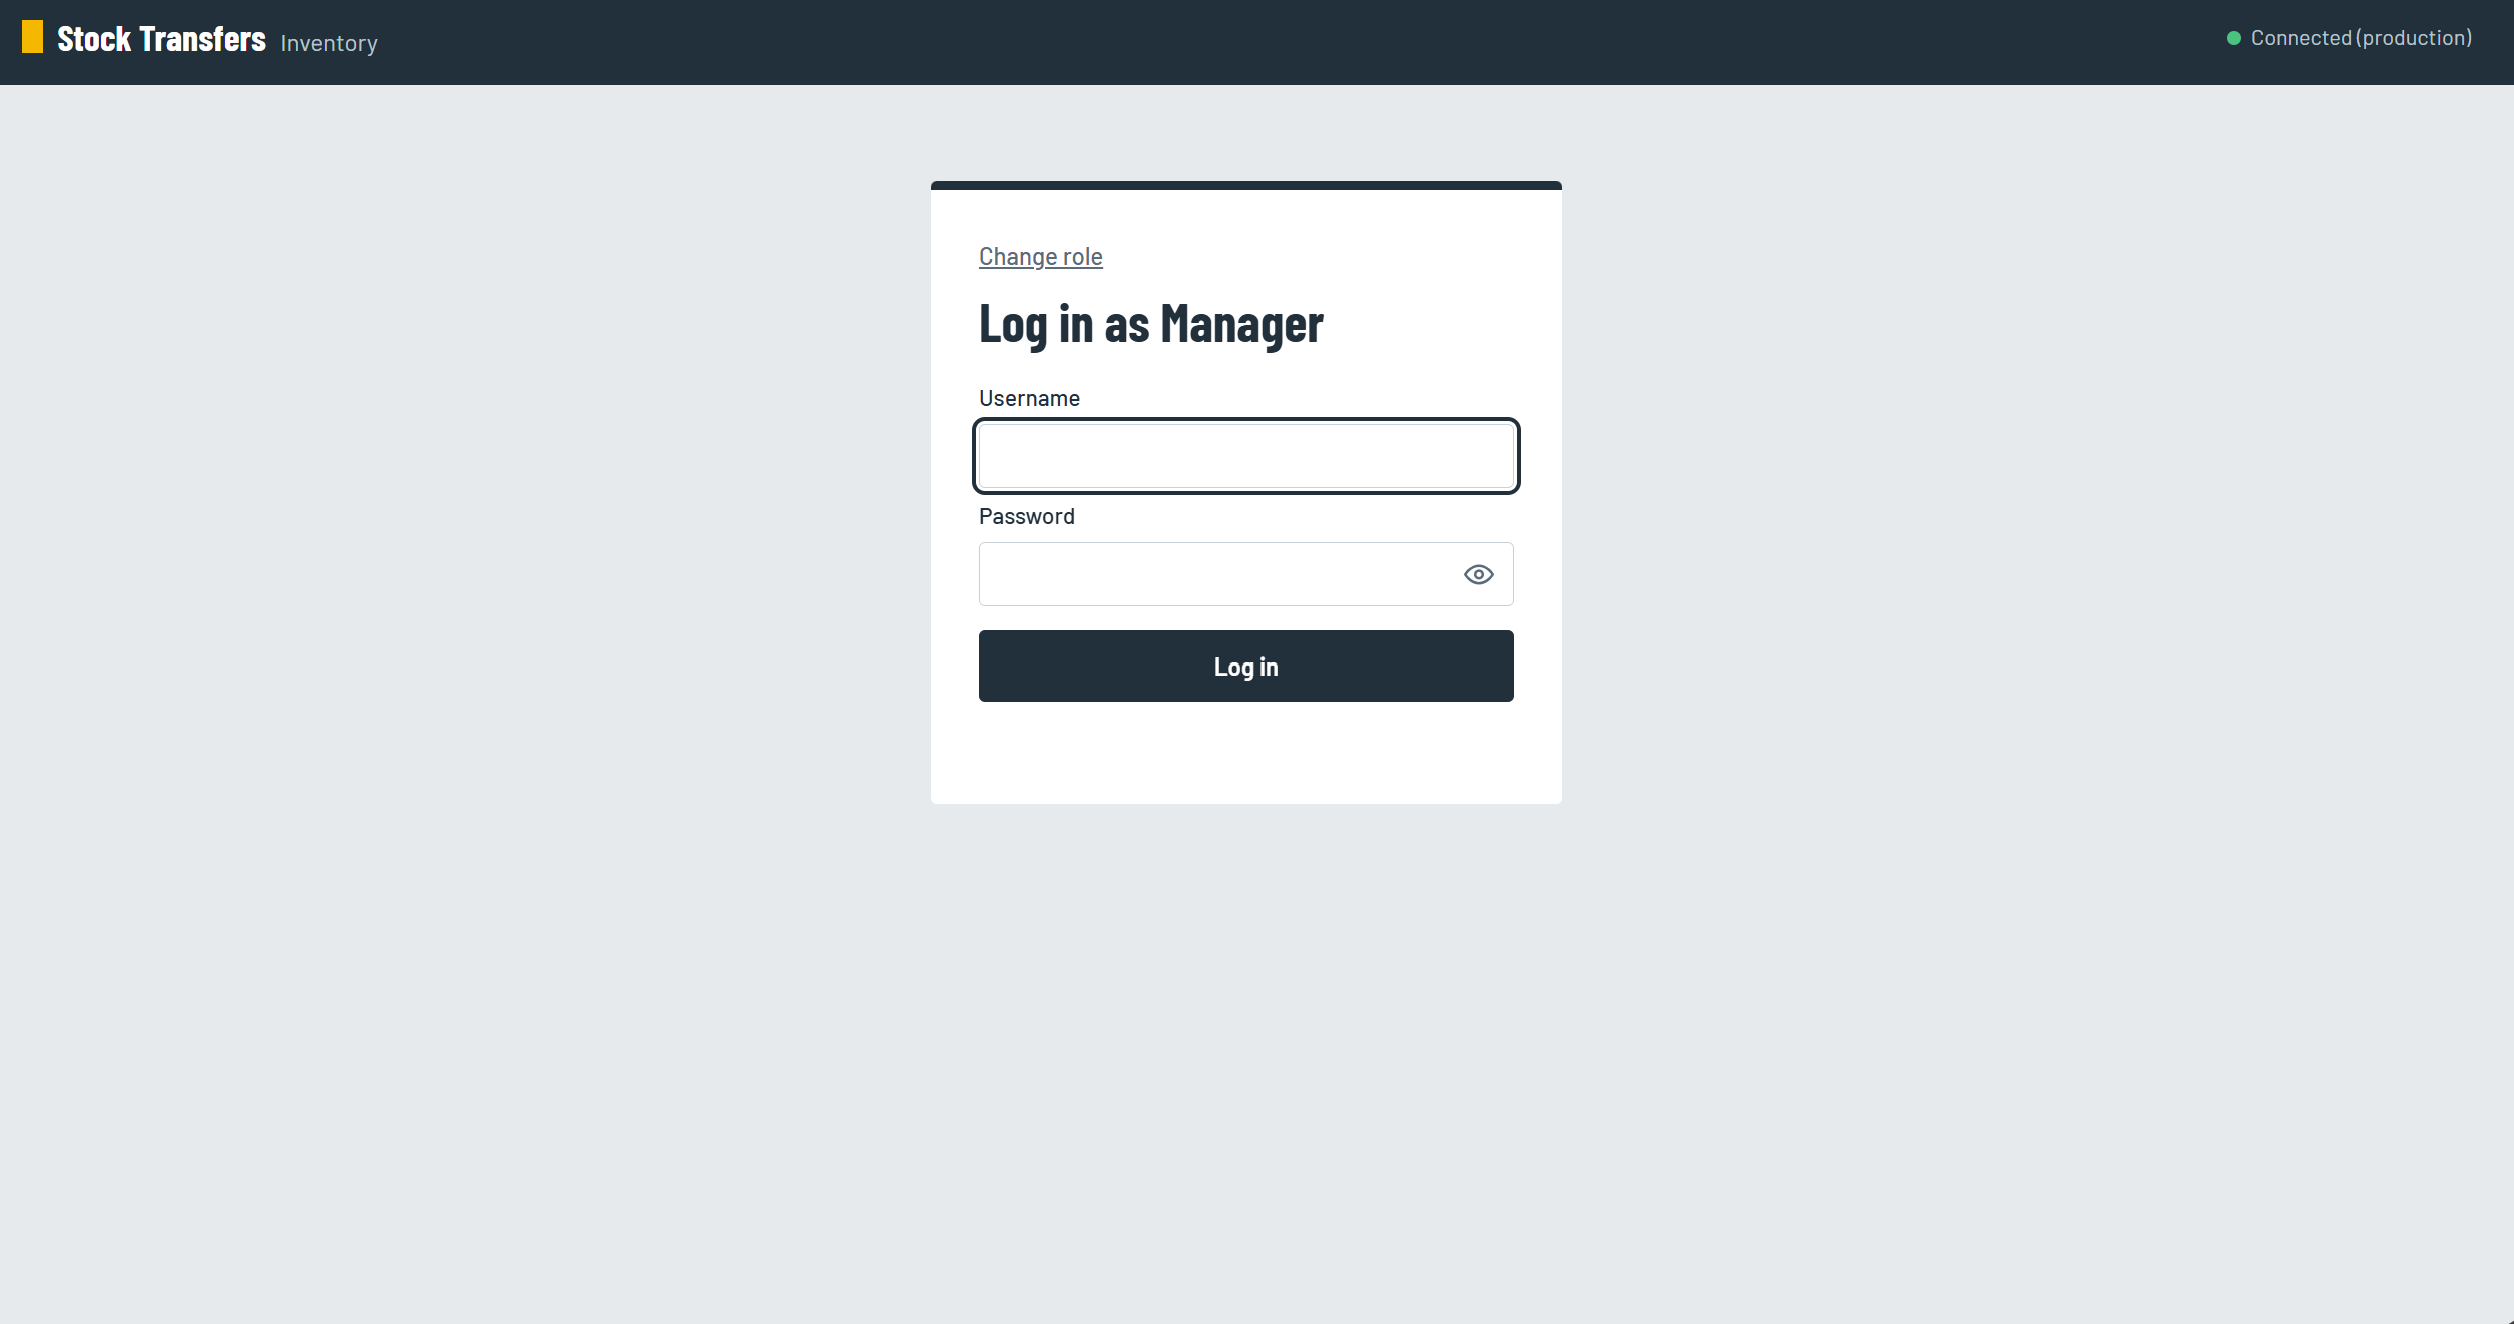 Stock Transfers Inventory
Connected (production)
Change role
Log in as Manager
Username
Password
Log in